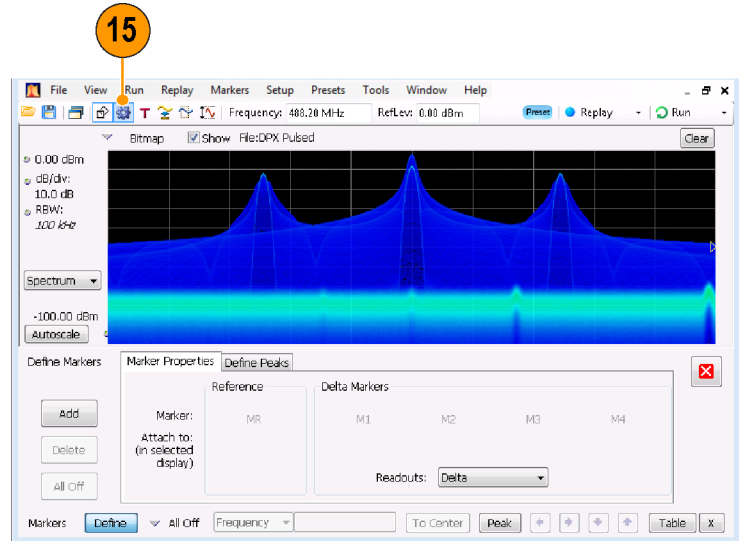 15
File View Run Replay Markers Setup Presets Tools Window Help
T Frequency: 488.20 MHz RefLev: 0.00 dBm Preset Replay Run
Bitmap Show File:DPX Pulsed Clear
0.00 dBm
dB/div:
10.0 dB
RBW:
100 kHz
Spectrum
-100.00 dBm
Autoscale
Define Markers Marker Properties Define Peaks
Reference Delta Markers
Add Marker: MR M1 M2 M3 M4
Attach to:
Delete (in selected
display)
All Off Readouts: Delta
Markers Define All Off Frequency To Center Peak Table X